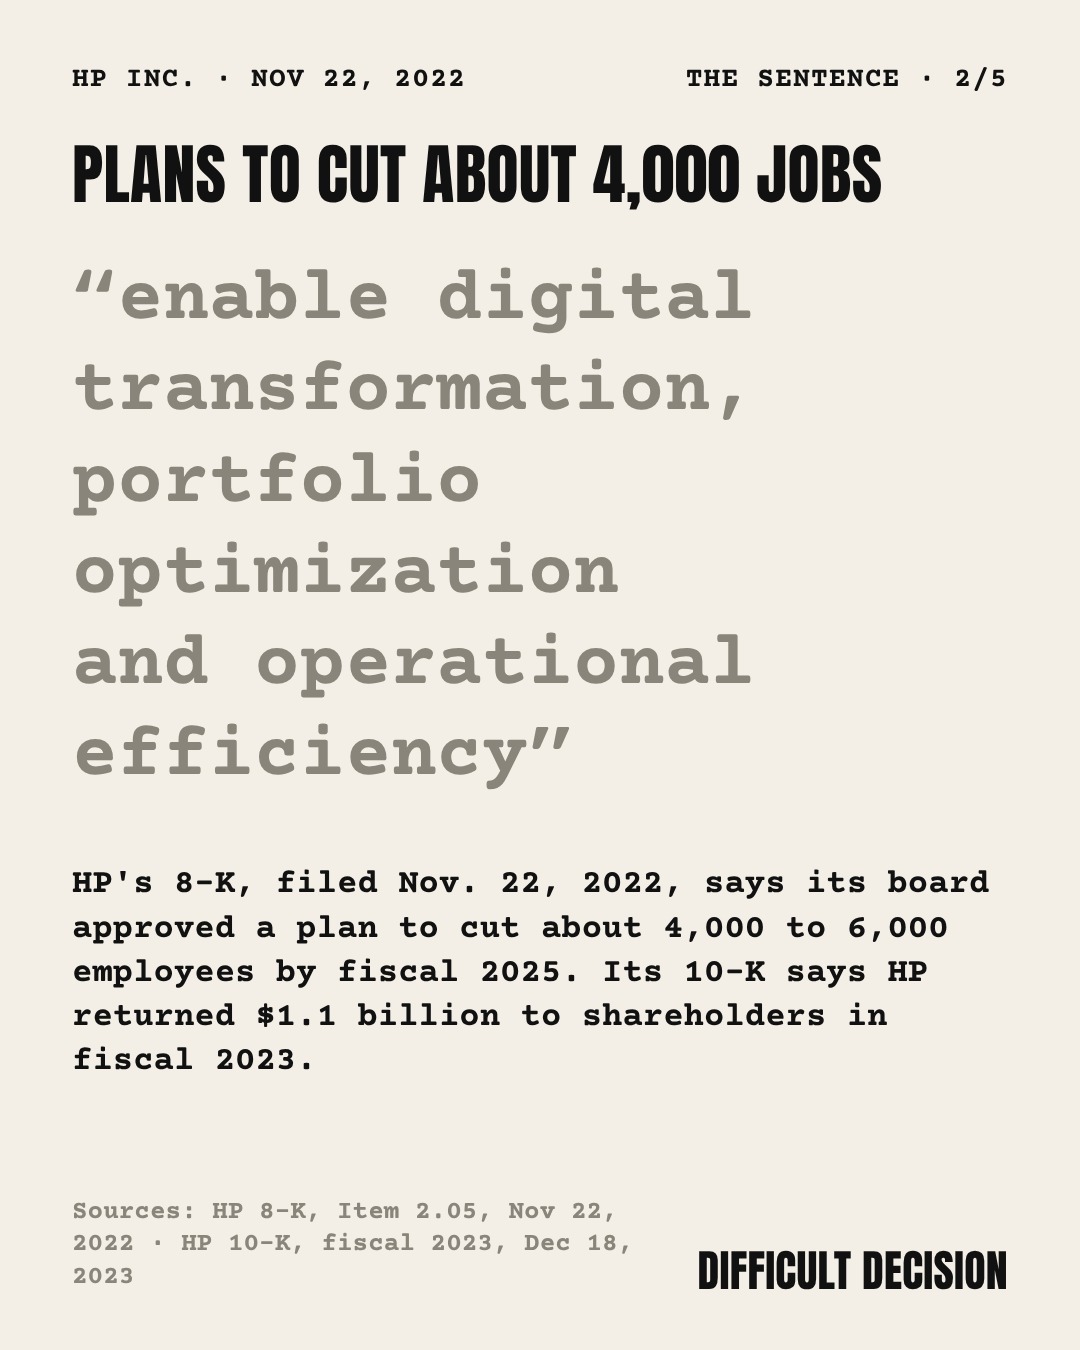 HP INC. · NOV 22, 2022
THE SENTENCE · 2/5
PLANS TO CUT ABOUT 4,000 JOBS
“enable digital
transformation,
portfolio
optimization
and operational
efficiency”
HP's 8-K, filed Nov. 22, 2022, says its board
approved a plan to cut about 4,000 to 6,000
employees by fiscal 2025. Its 10-K says HP
returned $1.1 billion to shareholders in
fiscal 2023.
Sources: HP 8-K, Item 2.05, Nov 22,
2022 · HP 10-K, fiscal 2023, Dec 18,
2023
DIFFICULT DECISION